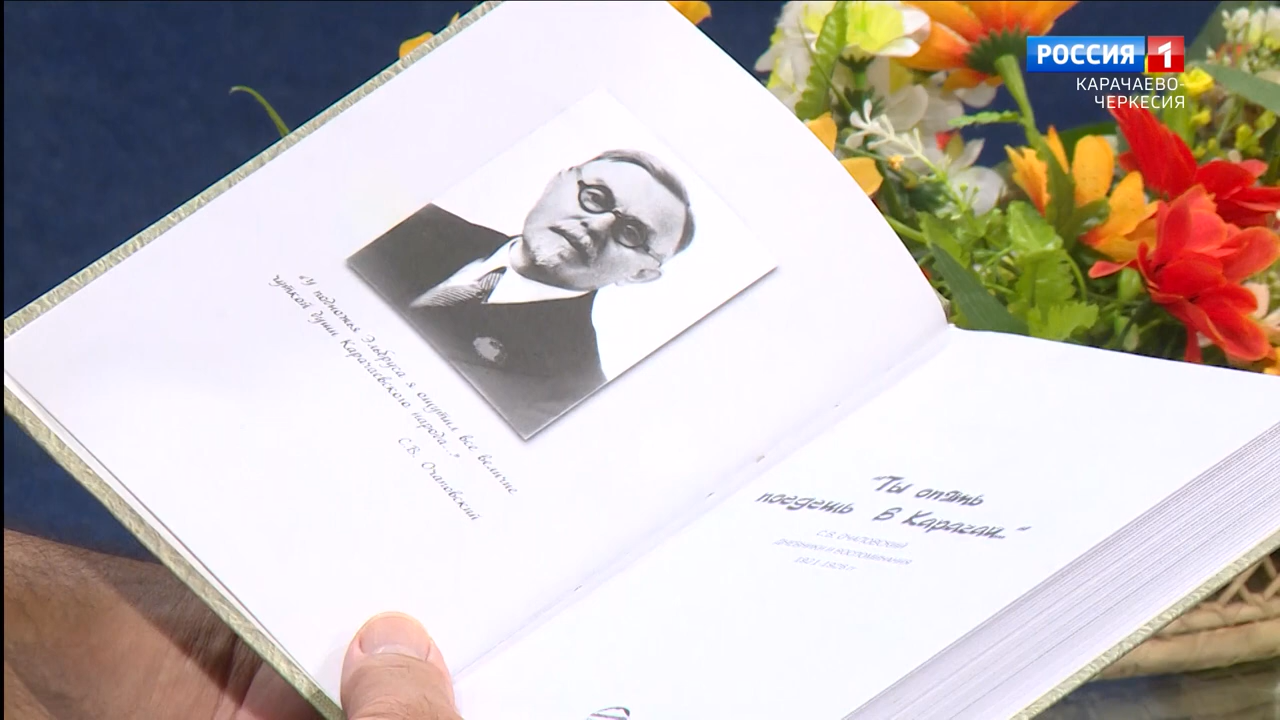 РОССИЯ 1
КАРАЧАЕВО-
ЧЕРКЕСИЯ
«У подножья Эльбруса я ощутил все величие
чуткой души Карачаевского народа...»
С.В. Очаповский
"Ты опять
поедешь в Карачай..."
С.В. ОЧАПОВСКИЙ
ДНЕВНИКИ И ВОСПОМИНАНИЯ